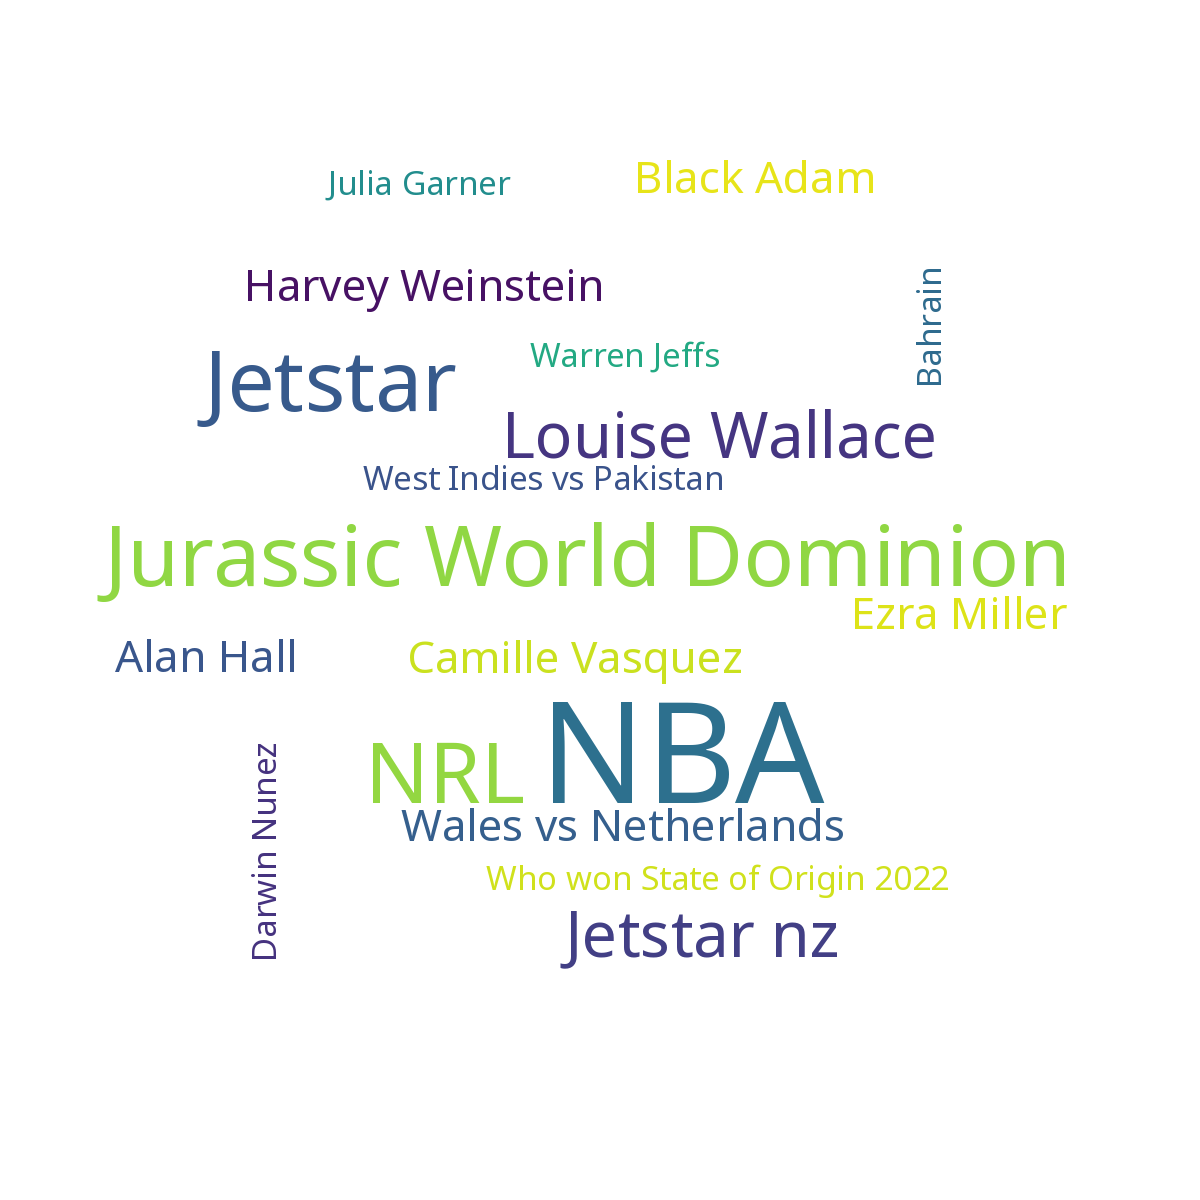 Julia Garner
Black Adam
Harvey Weinstein
Bahrain
Warren Jeffs
Jetstar
Louise Wallace
West Indies vs Pakistan
Jurassic World Dominion
Ezra Miller
Alan Hall
Camille Vasquez
NBA
NRL
Darwin Nunez
Wales vs Netherlands
Who won State of Origin 2022
Jetstar nz